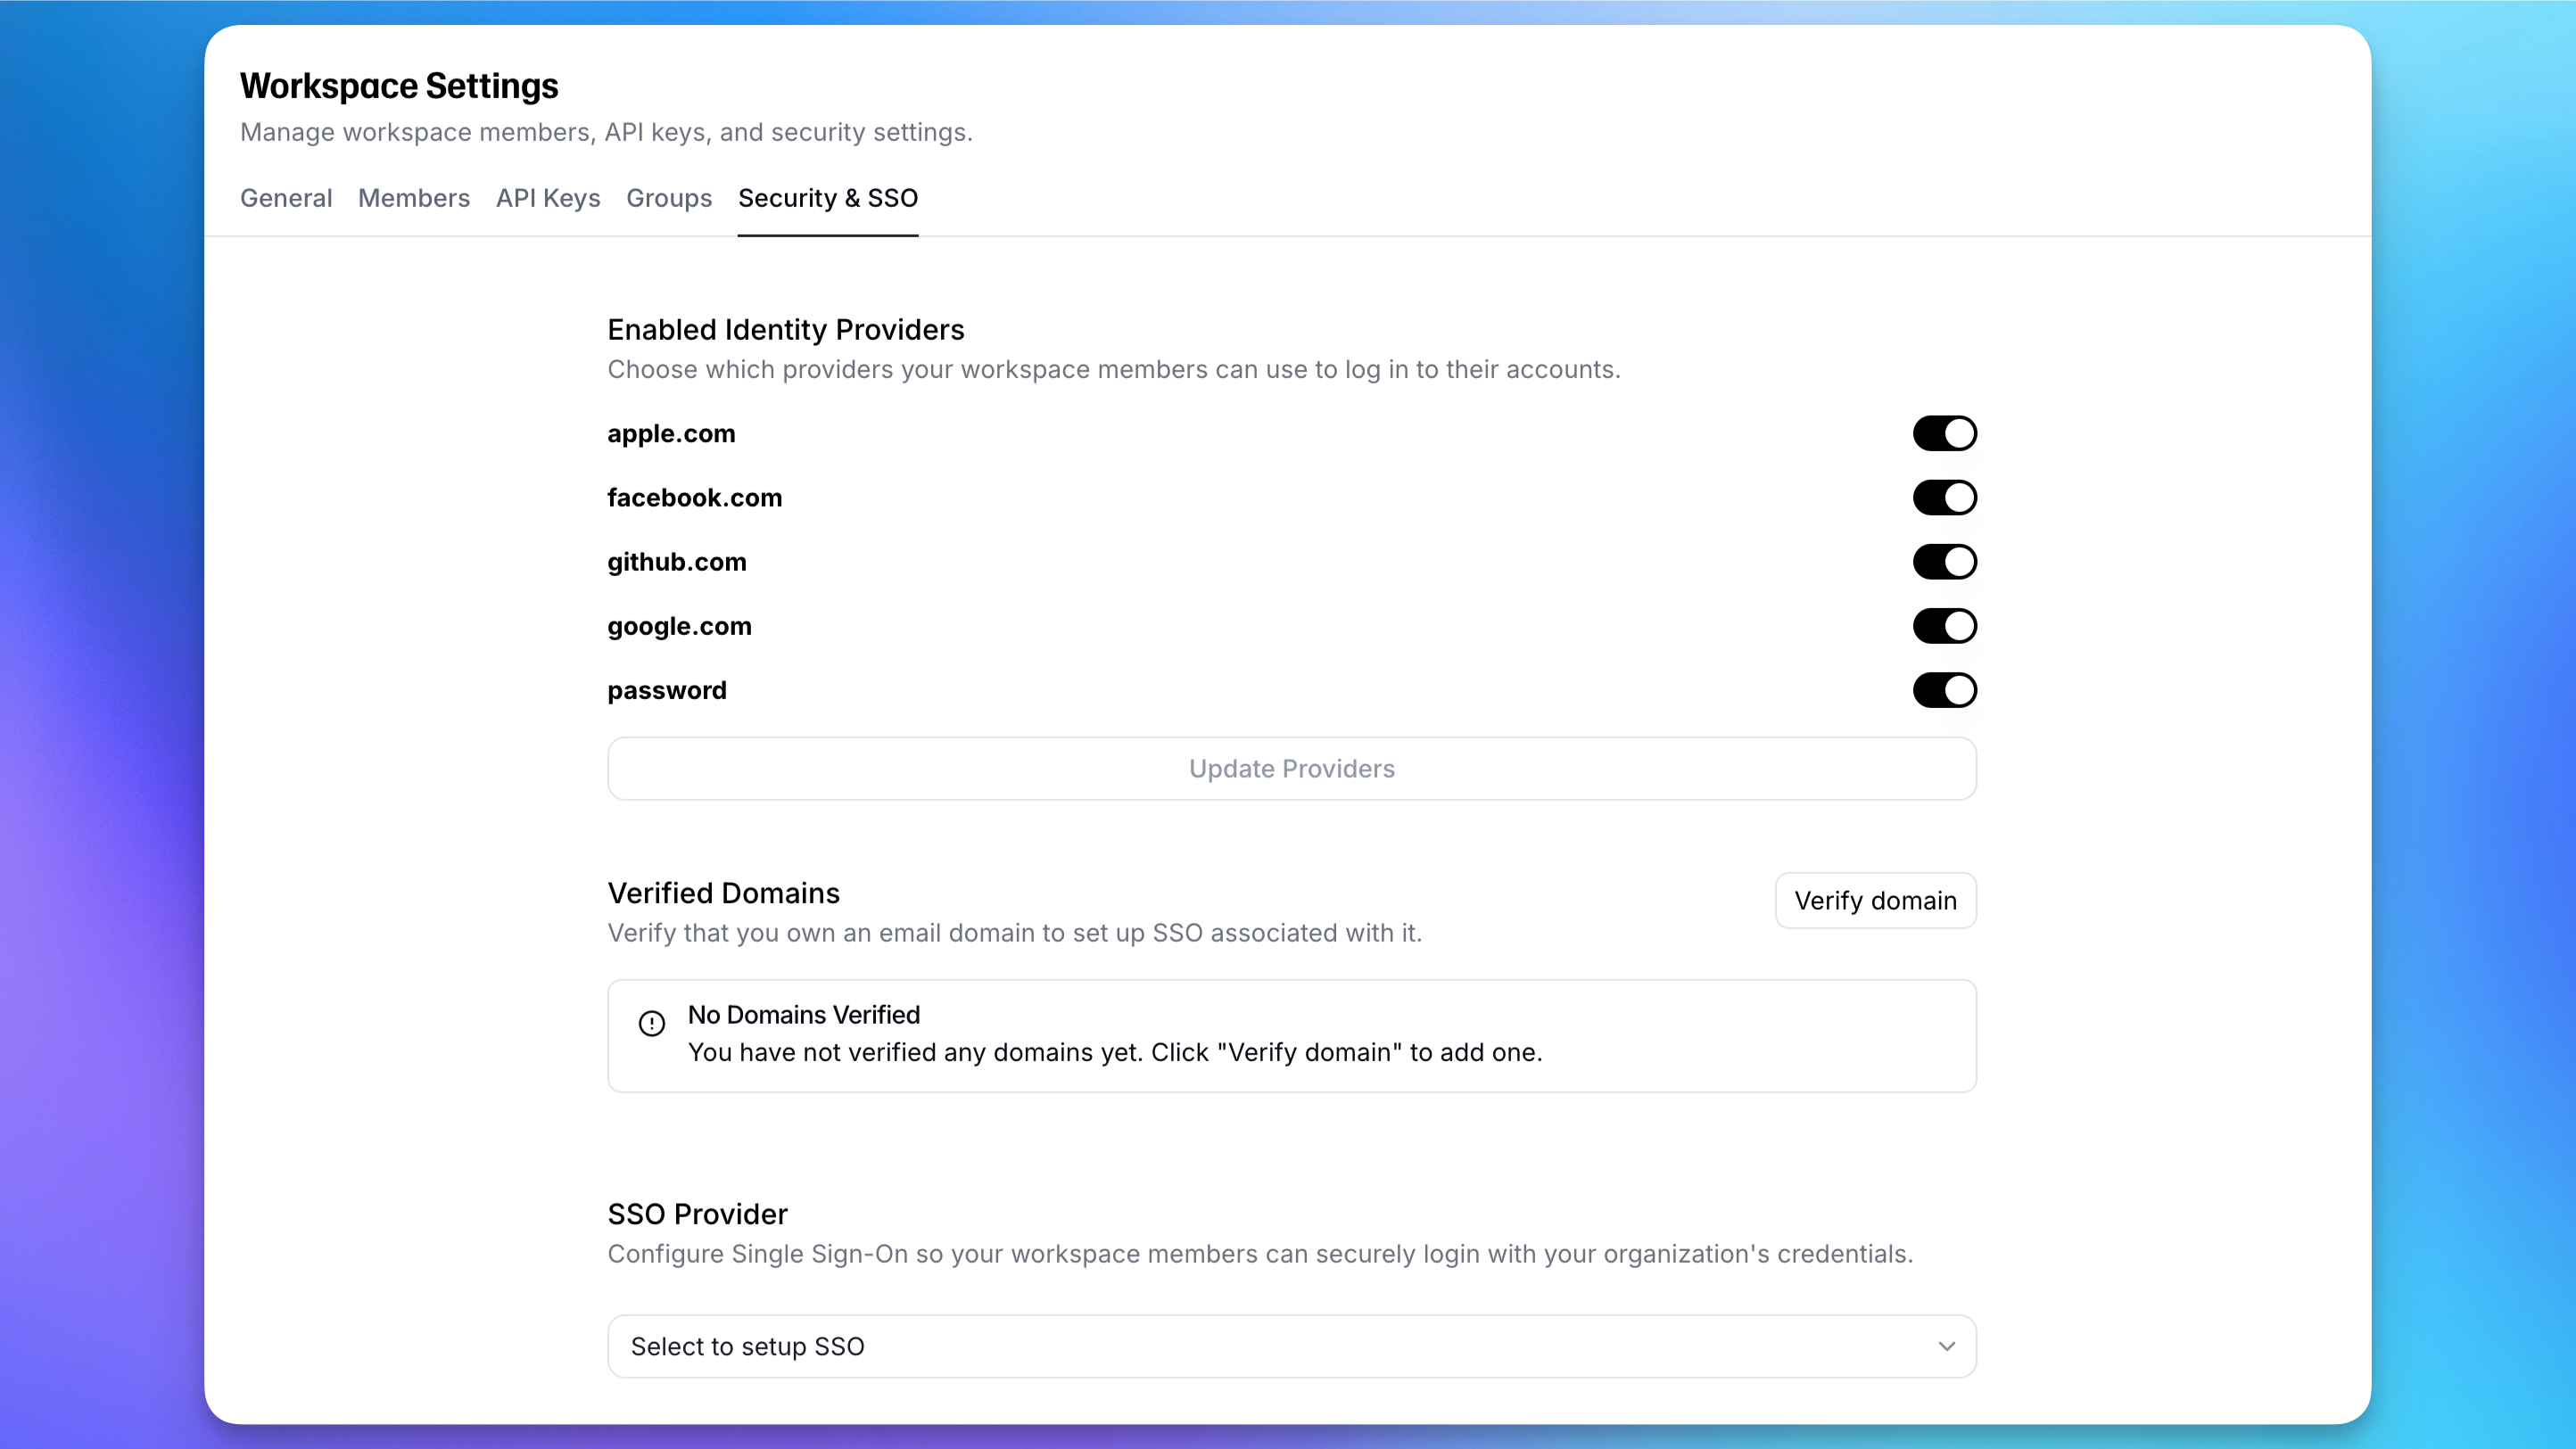 Workspace Settings
Manage workspace members, API keys, and security settings.
General Members API Keys Groups Security & SSO
Enabled Identity Providers
Choose which providers your workspace members can use to log in to their accounts.
apple.com
facebook.com
github.com
google.com
password
Update Providers
Verified Domains
Verify domain
Verify that you own an email domain to set up SSO associated with it.
No Domains Verified
You have not verified any domains yet. Click "Verify domain" to add one.
SSO Provider
Configure Single Sign-On so your workspace members can securely login with your organization's credentials.
Select to setup SSO